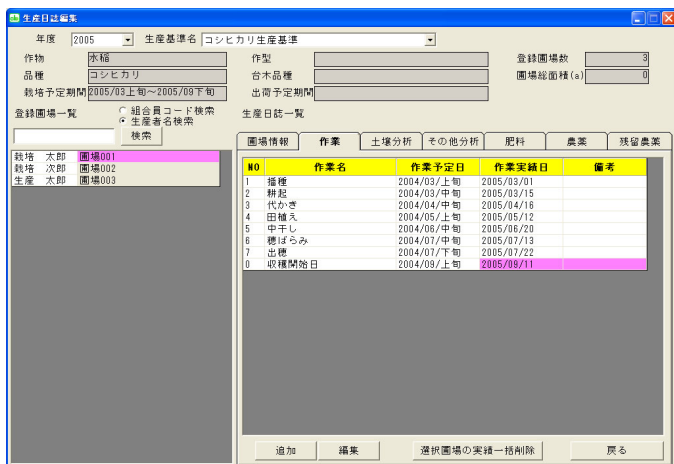 生産日誌編集
年度 2005 生産基準名 コシヒカリ生産基準
作物 水稲 作型 登録圃場数 3
品種 コシヒカリ 台木品種 圃場総面積(a) 0
栽培予定期間 2005/03上旬～2005/09下旬 出荷予定期間
登録圃場一覧 組合員コード検索 生産日誌一覧
生産者名検索
検索
圃場情報 作業 土壌分析 その他分析 肥料 農薬 残留農薬
栽培 太郎 圃場001
栽培 次郎 圃場002
生産 太郎 圃場003
NO 作業名 作業予定日 作業実績日 備考
1 播種 2004/03/上旬 2005/03/01
2 耕起 2004/03/中旬 2005/03/15
3 代かき 2004/04/中旬 2005/04/16
4 田植え 2004/05/上旬 2005/05/12
5 中干し 2004/06/中旬 2005/06/20
6 穂ばらみ 2004/07/中旬 2005/07/13
7 出穂 2004/07/下旬 2005/07/22
0 収穫開始日 2004/09/上旬 2005/09/11
追加 編集 選択圃場の実績一括削除 戻る